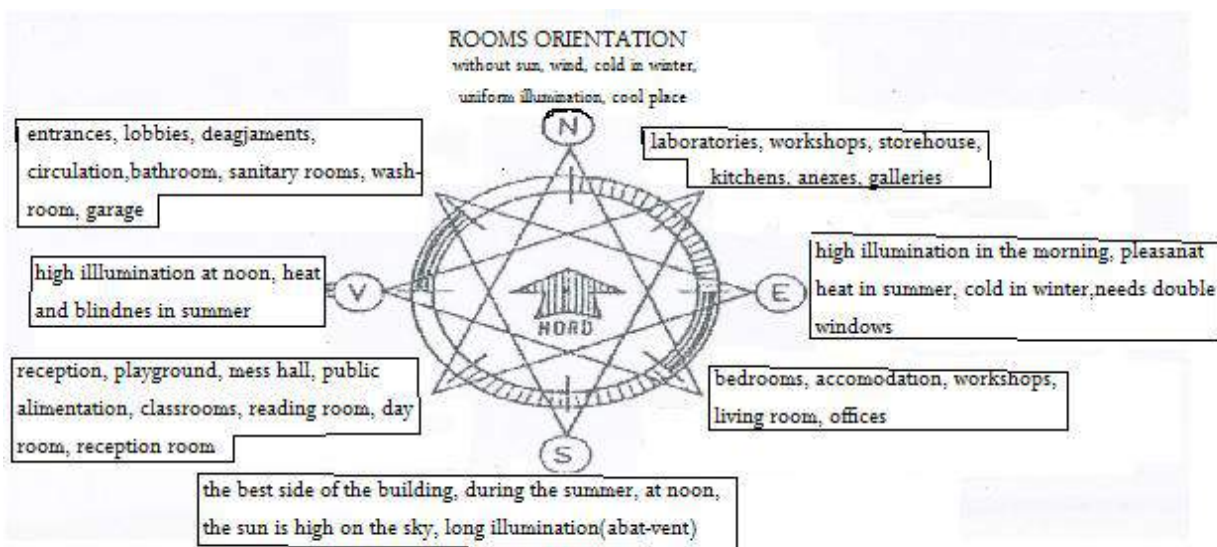 ROOMS ORIENTATION
without sun, wind, cold in winter,
uniform illumination, cool place
N
entrances, lobbies, deagjaments,
circulation,bathroom, sanitary rooms, wash-
room, garage
laboratories, workshops, storehouse,
kitchens, anexes, galleries
high illlumination at noon, heat
and blindnes in summer
V
NORD
E
high illumination in the morning, pleasanat
heat in summer, cold in winter,needs double
windows
reception, playground, mess hall, public
alimentation, classrooms, reading room, day
room, reception room
bedrooms, accomodation, workshops,
living room, offices
S
the best side of the building, during the summer, at noon,
the sun is high on the sky, long illumination(abat-vent)